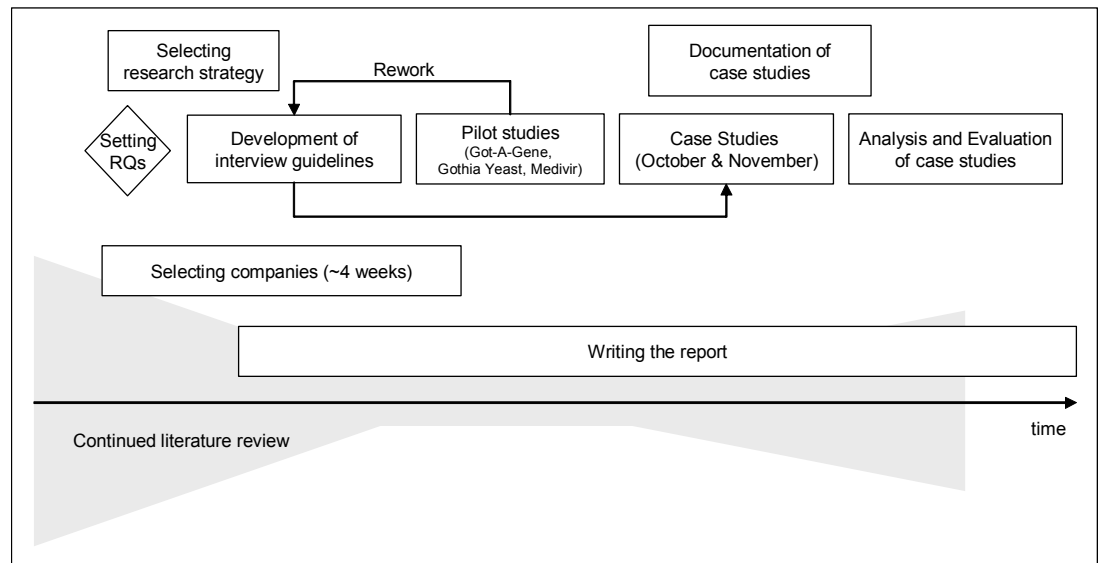 Selecting
research strategy
Documentation of
case studies
Rework
Setting
RQs
Development of
interview guidelines
Pilot studies
(Got-A-Gene,
Gothia Yeast, Medivir)
Case Studies
(October & November)
Analysis and Evaluation
of case studies
Selecting companies (~4 weeks)
Writing the report
time
Continued literature review